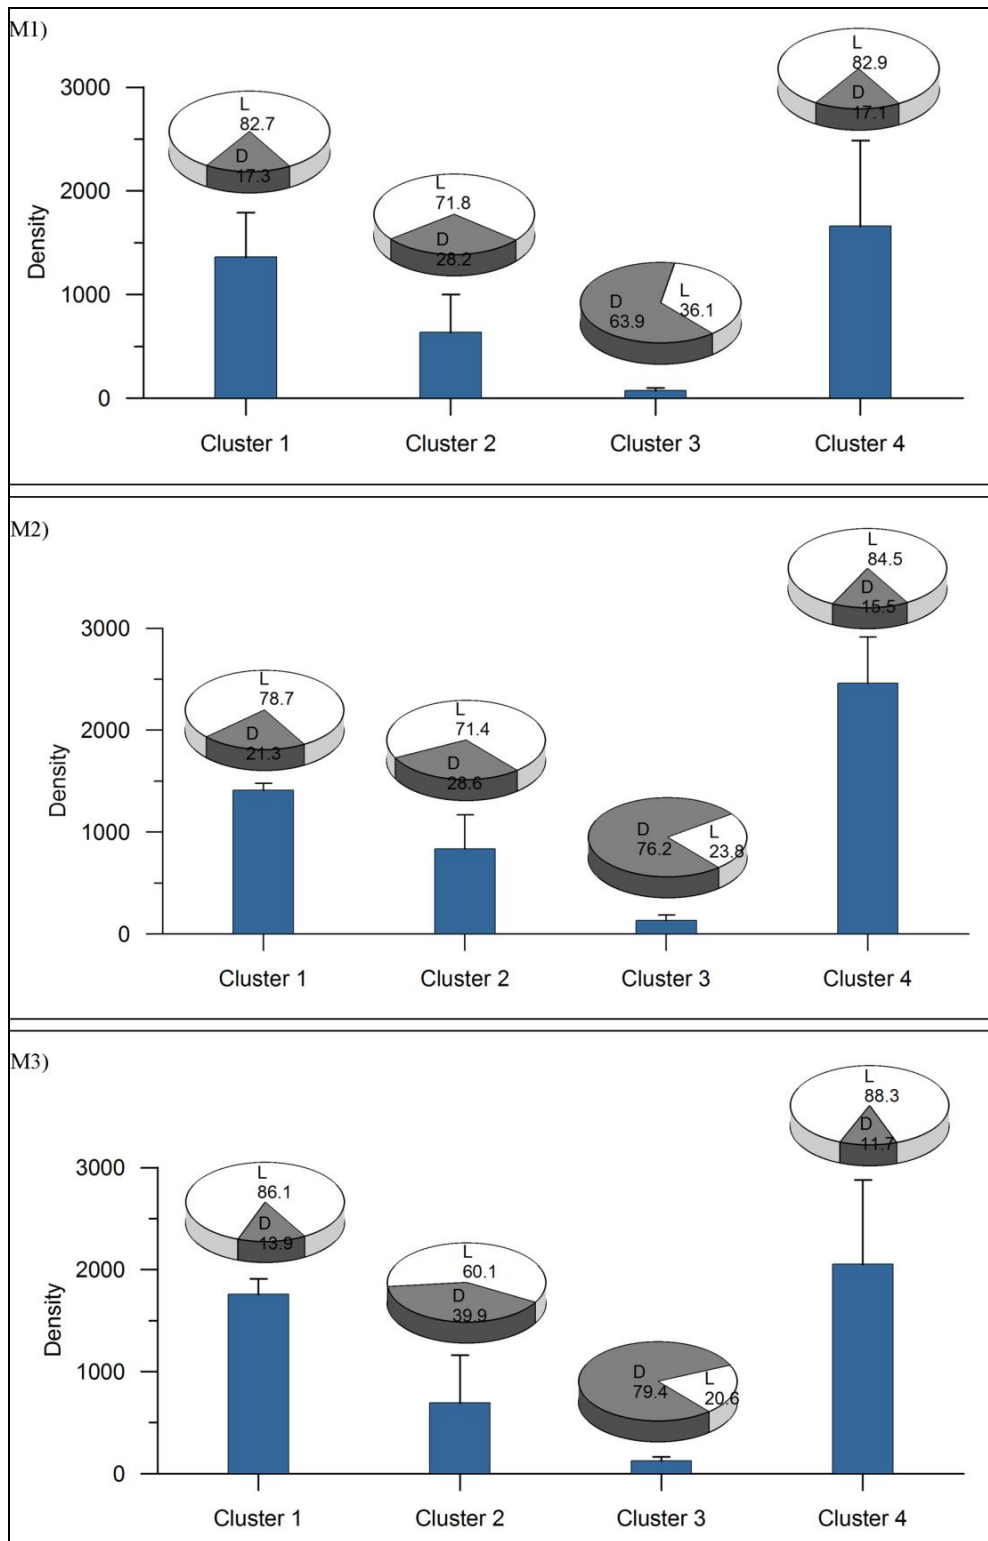 M1)
L
82.9
D
17.1
3000
L
82.7
D
17.3
L
71.8
D
28.2
2000
Density
D
63.9
L
36.1
1000
0
Cluster 1
Cluster 2
Cluster 3
Cluster 4
M2)
L
84.5
D
15.5
3000
L
78.7
D
21.3
L
71.4
D
28.6
2000
Density
D
76.2
L
23.8
1000
0
Cluster 1
Cluster 2
Cluster 3
Cluster 4
M3)
L
88.3
D
11.7
3000
L
86.1
D
13.9
L
60.1
D
39.9
2000
Density
D
79.4
L
20.6
1000
0
Cluster 1
Cluster 2
Cluster 3
Cluster 4